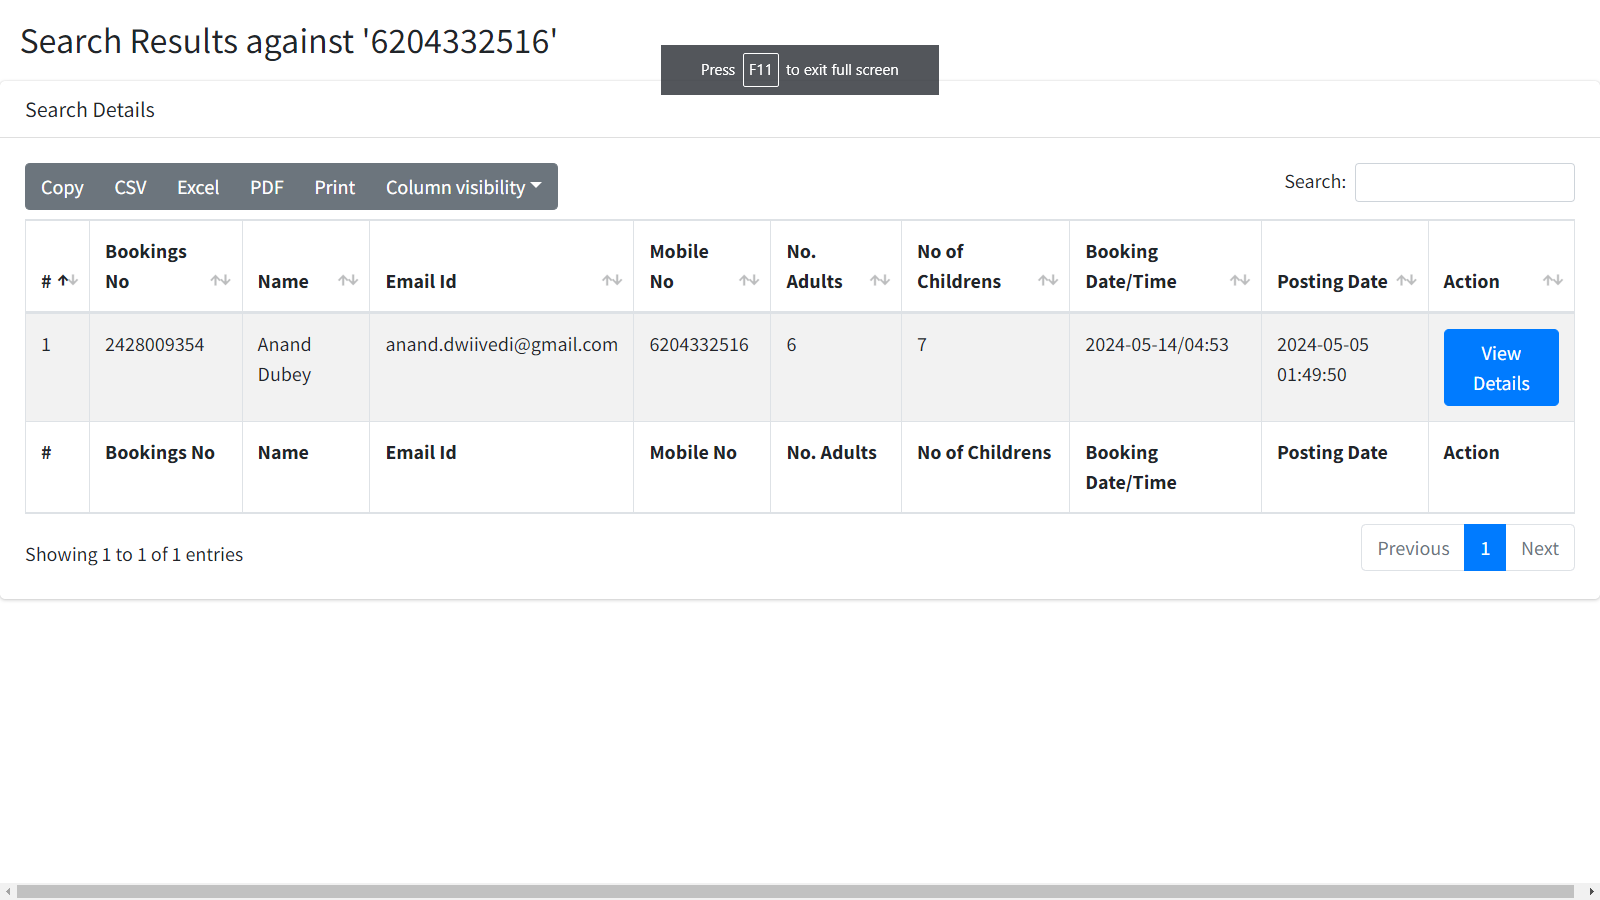 Search Results against '6204332516'
Press F11 to exit full screen
Search Details
Copy CSV Excel PDF Print Column visibility
Search:
# Bookings No Name Email Id Mobile No No. Adults No of Childrens Booking Date/Time Posting Date Action
1 2428009354 Anand Dubey anand.dwiivedi@gmail.com 6204332516 6 7 2024-05-14/04:53 2024-05-05 01:49:50 View Details
# Bookings No Name Email Id Mobile No No. Adults No of Childrens Booking Date/Time Posting Date Action
Showing 1 to 1 of 1 entries
Previous 1 Next